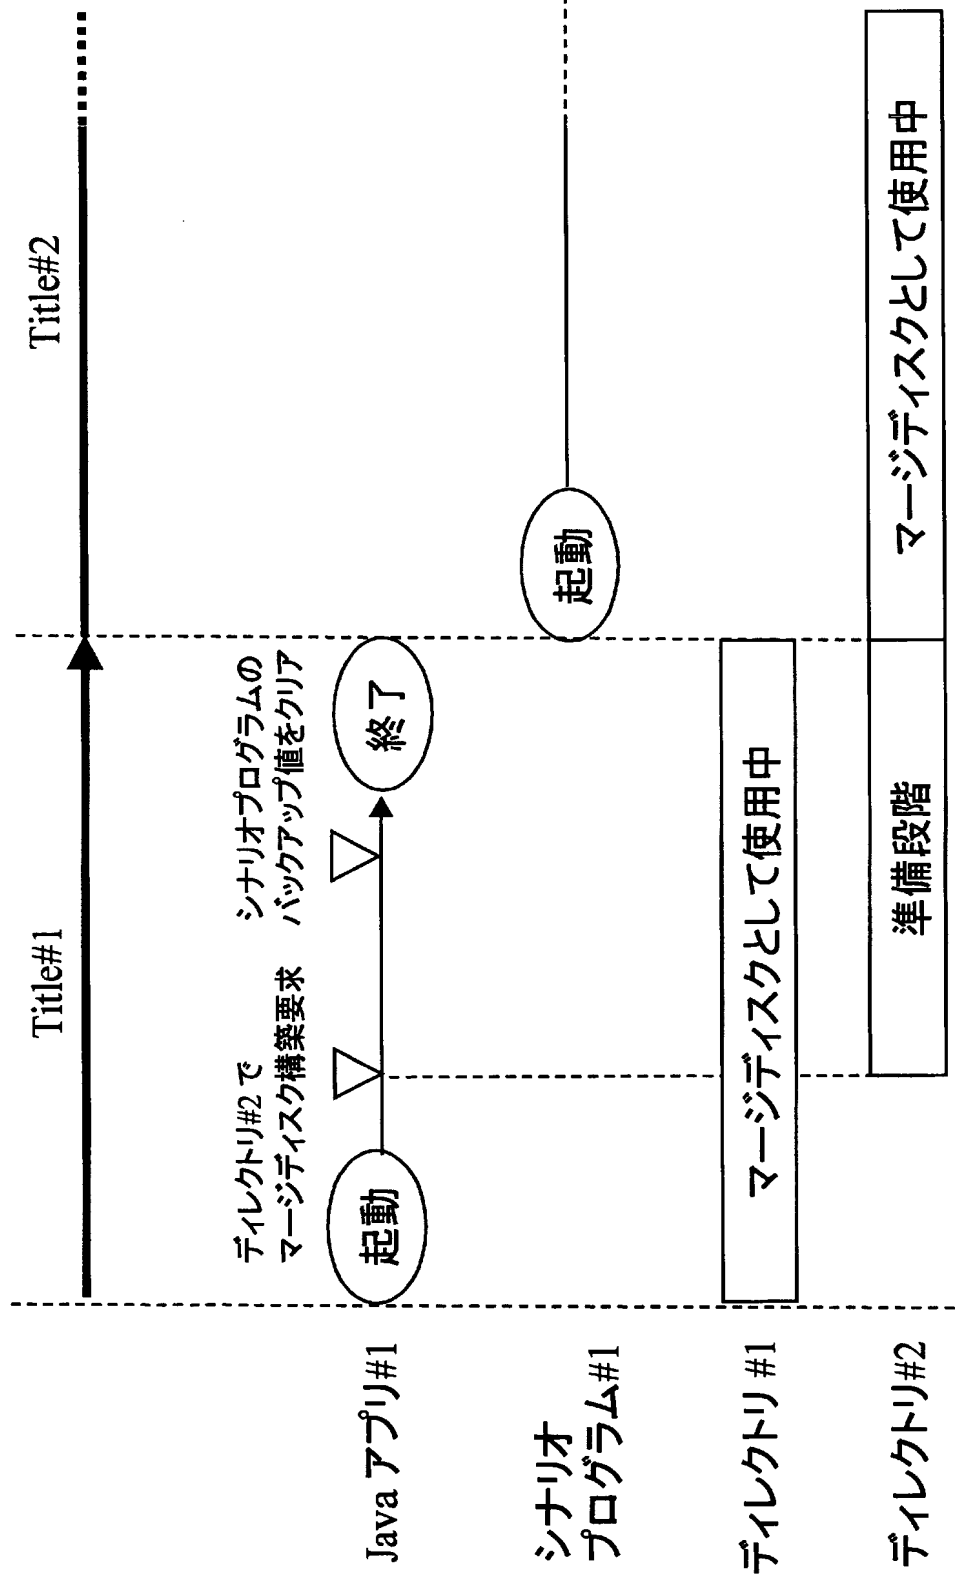 Title#1
Title#2
ディレクトリ#2 で
マージディスク構築要求
シナリオプログラムの
バックアップ値をクリア
Java アプリ#1
起動
終了
シナリオ
プログラム#1
起動
ディレクトリ #1
マージディスクとして使用中
ディレクトリ#2
準備段階
マージディスクとして使用中